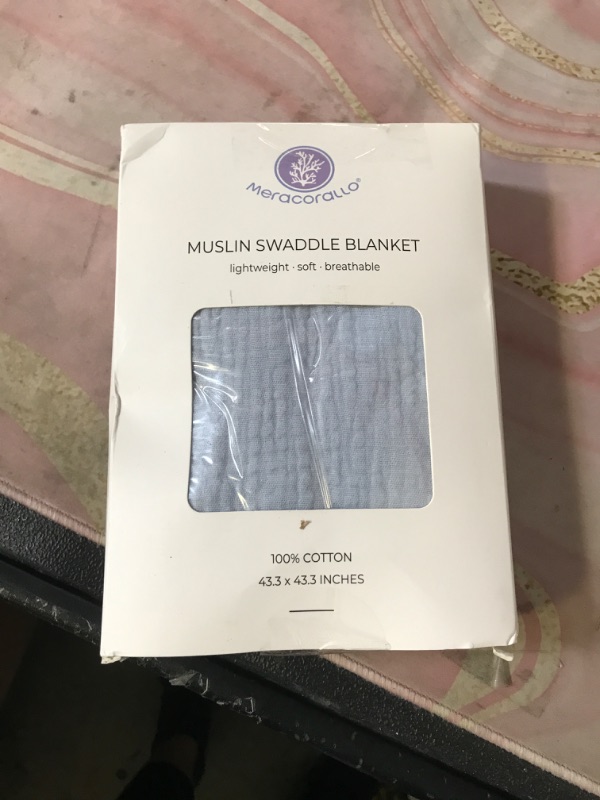 Meracorallo®
MUSLIN SWADDLE BLANKET
lightweight · soft · breathable
100% COTTON
43.3 x 43.3 INCHES